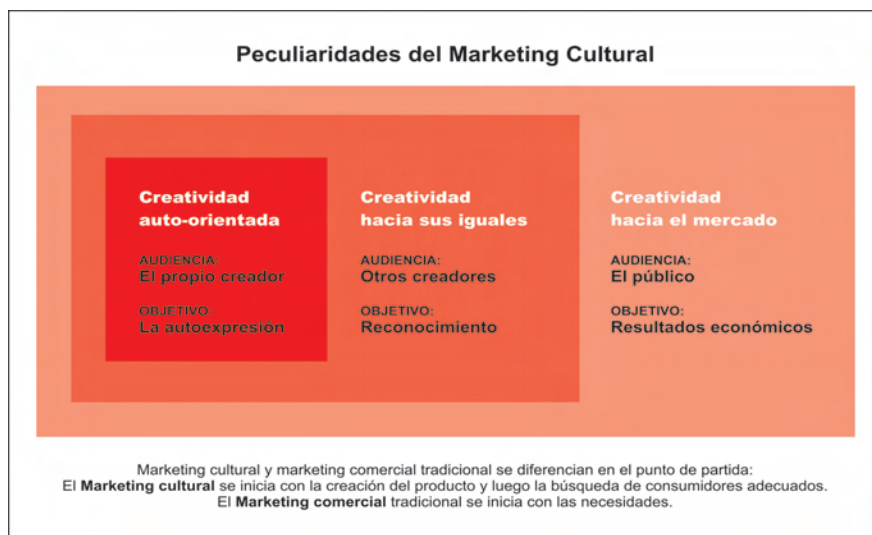 Peculiaridades del Marketing Cultural
Creatividad
auto-orientada
AUDIENCIA:
El propio creador
OBJETIVO:
La autoexpresión
Creatividad
hacia sus iguales
AUDIENCIA:
Otros creadores
OBJETIVO:
Reconocimiento
Creatividad
hacia el mercado
AUDIENCIA:
El público
OBJETIVO:
Resultados económicos
Marketing cultural y marketing comercial tradicional se diferencian en el punto de partida:
El Marketing cultural se inicia con la creación del producto y luego la búsqueda de consumidores adecuados.
El Marketing comercial tradicional se inicia con las necesidades.